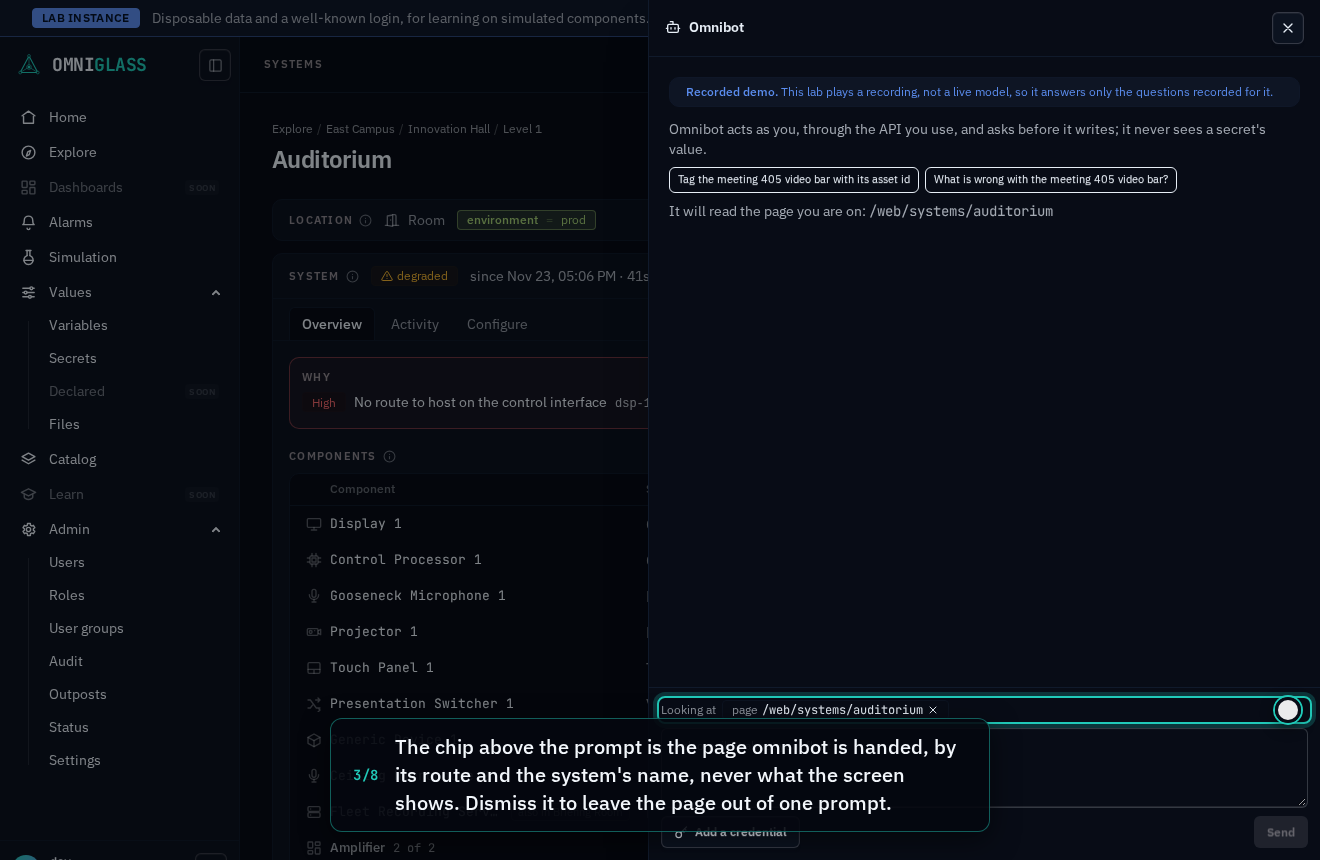 LAB INSTANCE Disposable data and a well-known login, for learning on simulated components.
OMNIGLASS
Home
Explore
Dashboards SOON
Alarms
Simulation
Values
Variables
Secrets
Declared SOON
Files
Catalog
Learn SOON
Admin
Users
Roles
User groups
Audit
Outposts
Status
Settings
SYSTEMS
Explore / East Campus / Innovation Hall / Level 1
Auditorium
LOCATION Room environment = prod
SYSTEM degraded since Nov 23, 05:06 PM · 41s
Overview Activity Configure
WHY
High No route to host on the control interface dsp-1
COMPONENTS
Component
Display 1
Control Processor 1
Gooseneck Microphone 1
Projector 1
Touch Panel 1
Presentation Switcher 1
Amplifier 2 of 2
Omnibot
Recorded demo. This lab plays a recording, not a live model, so it answers only the questions recorded for it.
Omnibot acts as you, through the API you use, and asks before it writes; it never sees a secret's
value.
Tag the meeting 405 video bar with its asset id What is wrong with the meeting 405 video bar?
It will read the page you are on: /web/systems/auditorium
Looking at page /web/systems/auditorium
3/8
The chip above the prompt is the page omnibot is handed, by
its route and the system's name, never what the screen
shows. Dismiss it to leave the page out of one prompt.
Add a credential Send